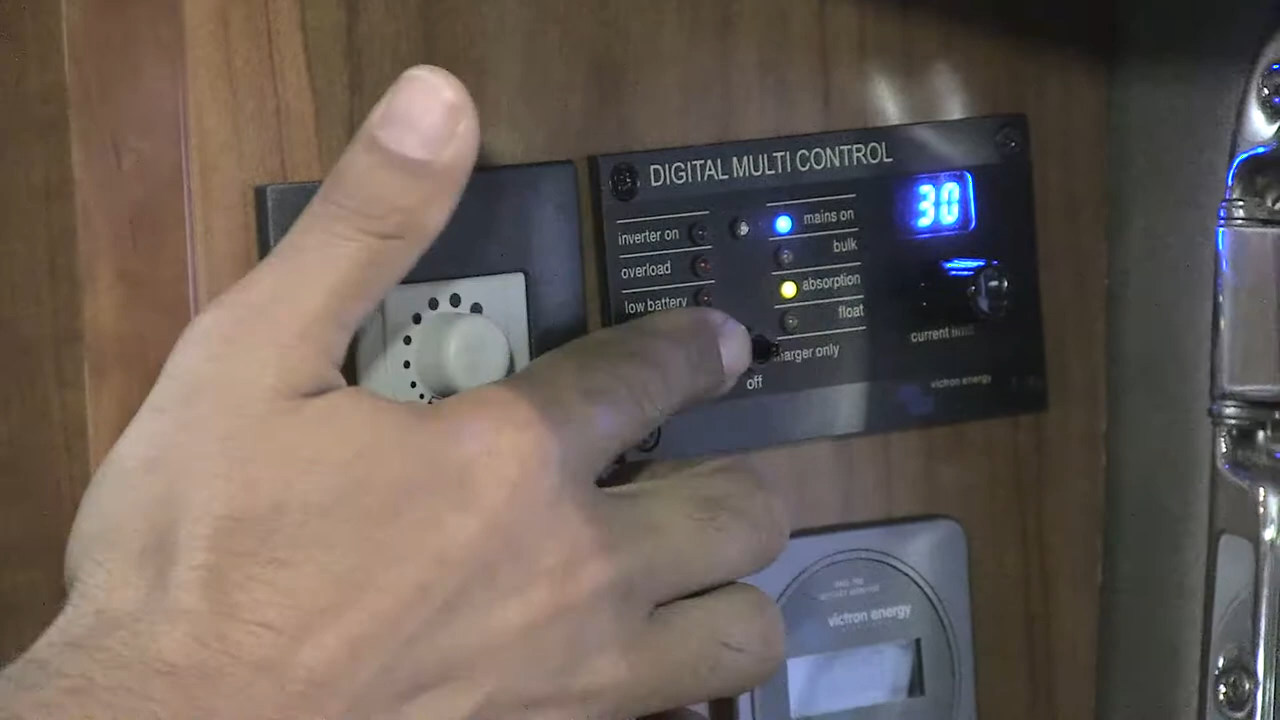 DIGITAL MULTI CONTROL
30
inverter on
mains on
overload
bulk
low battery
absorption
float
charger only
current limit
off
victron energy
victron energy